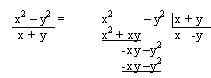 x² – y² = x² – y² x + y
x + y x² + xy x -y
-xy –y²
-xy –y²